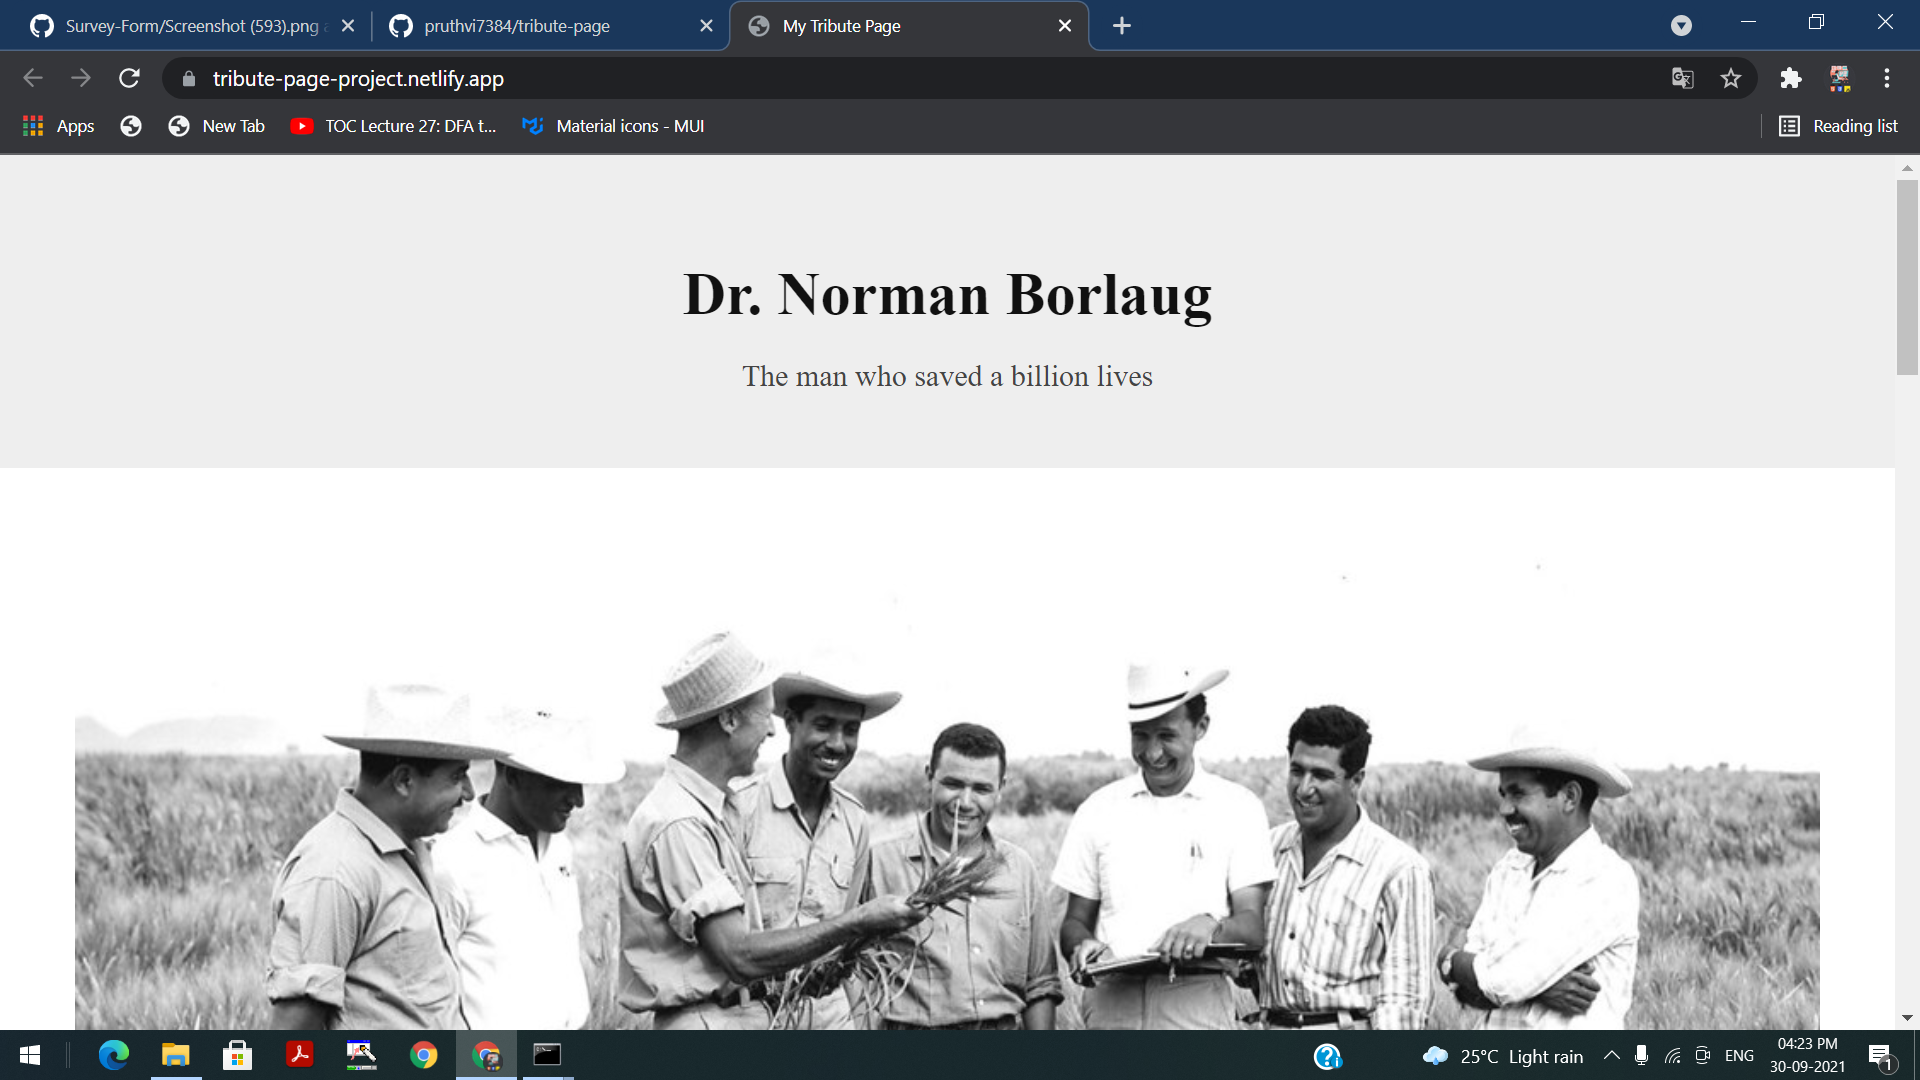 Survey-Form/Screenshot (593).png
pruthvi7384/tribute-page
My Tribute Page
tribute-page-project.netlify.app
Apps
New Tab
TOC Lecture 27: DFA t...
Material icons - MUI
Reading list
Dr. Norman Borlaug
The man who saved a billion lives
25°C Light rain
ENG
04:23 PM
30-09-2021
1